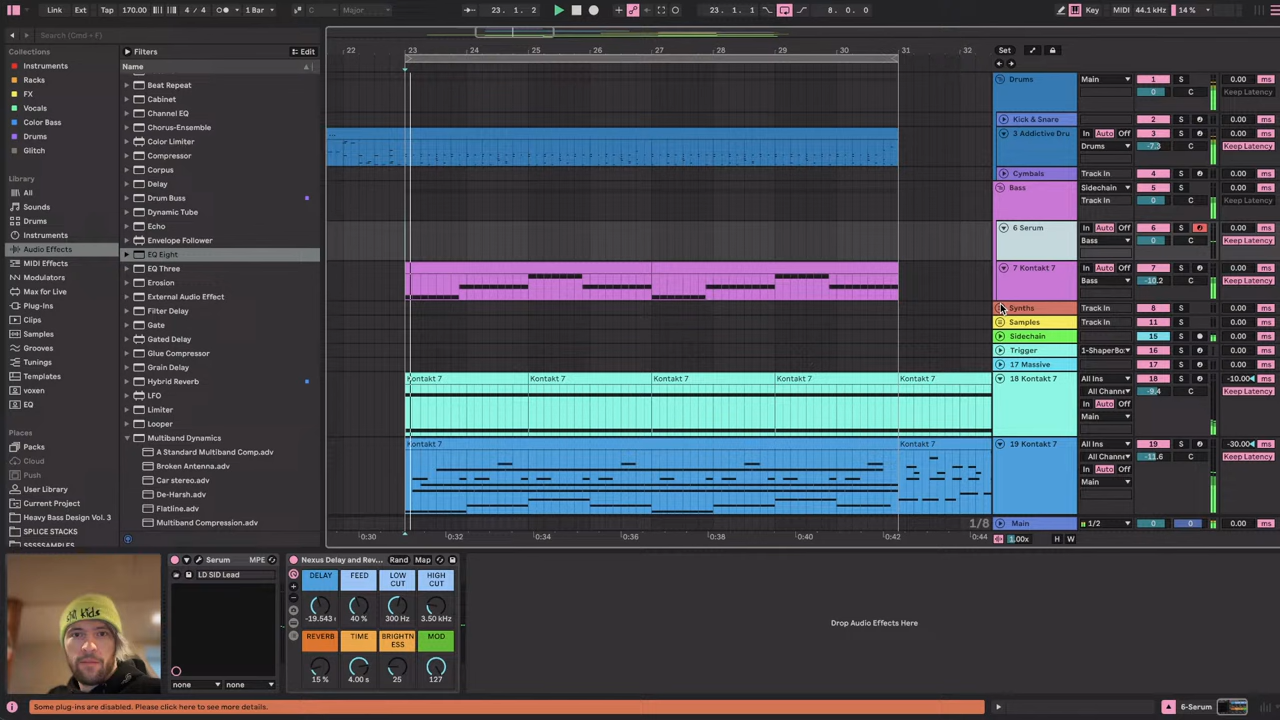 Link Ext Tap 170.00 4 / 4 1 Bar C Major 23. 1. 2 23. 1. 1 8. 0. 0 Key MIDI 44.1 kHz 14 %
Search (Cmd + F)
Collections
Instruments
Racks
FX
Vocals
Color Bass
Drums
Glitch
Library
All
Sounds
Drums
Instruments
Audio Effects
MIDI Effects
Modulators
Max for Live
Plug-Ins
Clips
Samples
Grooves
Tunings
Templates
voxen
EQ
Places
Packs
Cloud
Push
User Library
Current Project
Heavy Bass Design Vol. 3
SPLICE STACKS
Filters Edit
Name
Beat Repeat
Cabinet
Channel EQ
Chorus-Ensemble
Color Limiter
Compressor
Corpus
Delay
Drum Buss
Dynamic Tube
Echo
Envelope Follower
EQ Eight
EQ Three
Erosion
External Audio Effect
Filter Delay
Gate
Gated Delay
Glue Compressor
Grain Delay
Hybrid Reverb
LFO
Limiter
Looper
Multiband Dynamics
A Standard Multiband Comp.adv
Broken Antenna.adv
Car stereo.adv
De-Harsh.adv
Flatline.adv
Multiband Compression.adv
22 23 24 25 26 27 28 29 30 31 32
Set
Drums Main 1 S 0.00 ms
0 C Keep Latency
Kick & Snare 2 S 0.00 ms
3 Addictive Dru In Auto Off 3 S 0.00 ms
Drums -7.3 C Keep Latency
Cymbals Track In 4 S 0.00 ms
Bass Sidechain 5 S 0.00 ms
Track In 0 C Keep Latency
6 Serum In Auto Off 6 S 0.00 ms
Bass 0 C Keep Latency
7 Kontakt 7 In Auto Off 7 S 0.00 ms
Bass -10.2 C Keep Latency
Synths Track In 8 S 0.00 ms
Samples Track In 11 S 0.00 ms
Sidechain 15 S 0.00 ms
Trigger 1-ShaperBo 16 S 0.00 ms
17 Massive 17 S 0.00 ms
Kontakt 7 Kontakt 7 Kontakt 7 Kontakt 7 Kontakt 7
18 Kontakt 7 All Ins 18 S -10.00 ms
All Channe -9.4 C Keep Latency
In Auto Off
Main
Kontakt 7 Kontakt 7
19 Kontakt 7 All Ins 19 S -30.00 ms
All Channe -11.6 C Keep Latency
In Auto Off
Main
1/8 Main 1/2 0 0 0.00 ms
0:30 0:32 0:34 0:36 0:38 0:40 0:42 0:44 1.00x H W
chill kids
Serum MPE
LD SID Lead
none none
Nexus Delay and Rev... Rand Map
DELAY FEED LOW CUT HIGH CUT
40 % 300 Hz 3.50 kHz
REVERB TIME BRIGHTNESS MOD
15 % 4.00 s 25 127
Drop Audio Effects Here
Some plug-ins are disabled. Please click here to see more details.
6-Serum